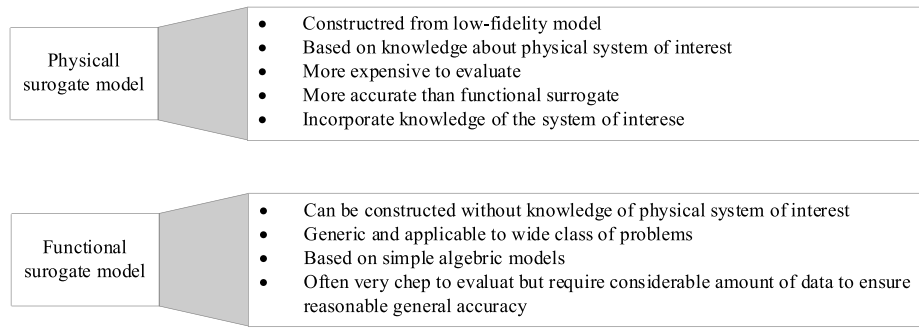 Physicall
surogate model
• Constructred from low-fidelity model
• Based on knowledge about physical system of interest
• More expensive to evaluate
• More accurate than functional surrogate
• Incorporate knowledge of the system of interese
Functional
surrogate model
• Can be constructed without knowledge of physical system of interest
• Generic and applicable to wide class of problems
• Based on simple algebric models
• Often very chep to evaluat but require considerable amount of data to ensure
reasonable general accuracy